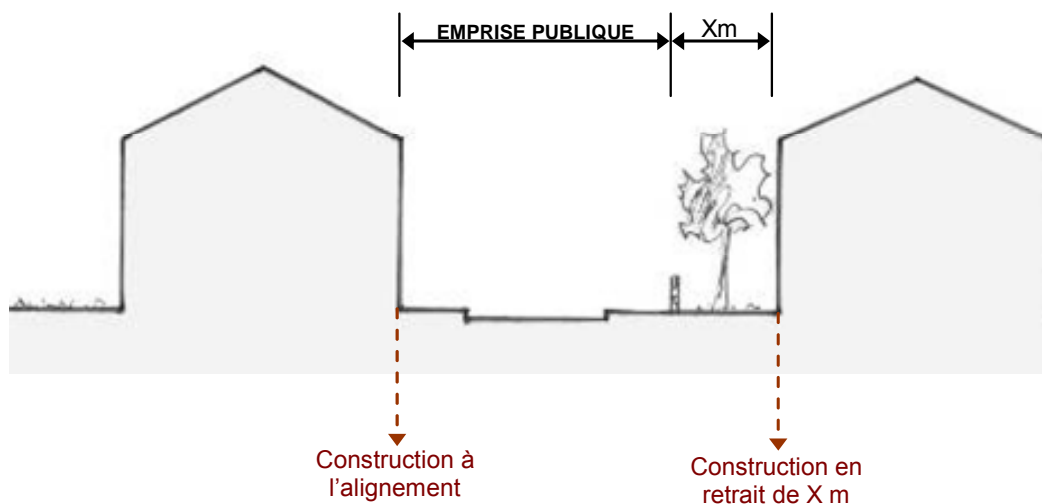 EMPRISE PUBLIQUE
Xm
Construction à
l’alignement
Construction en
retrait de X m